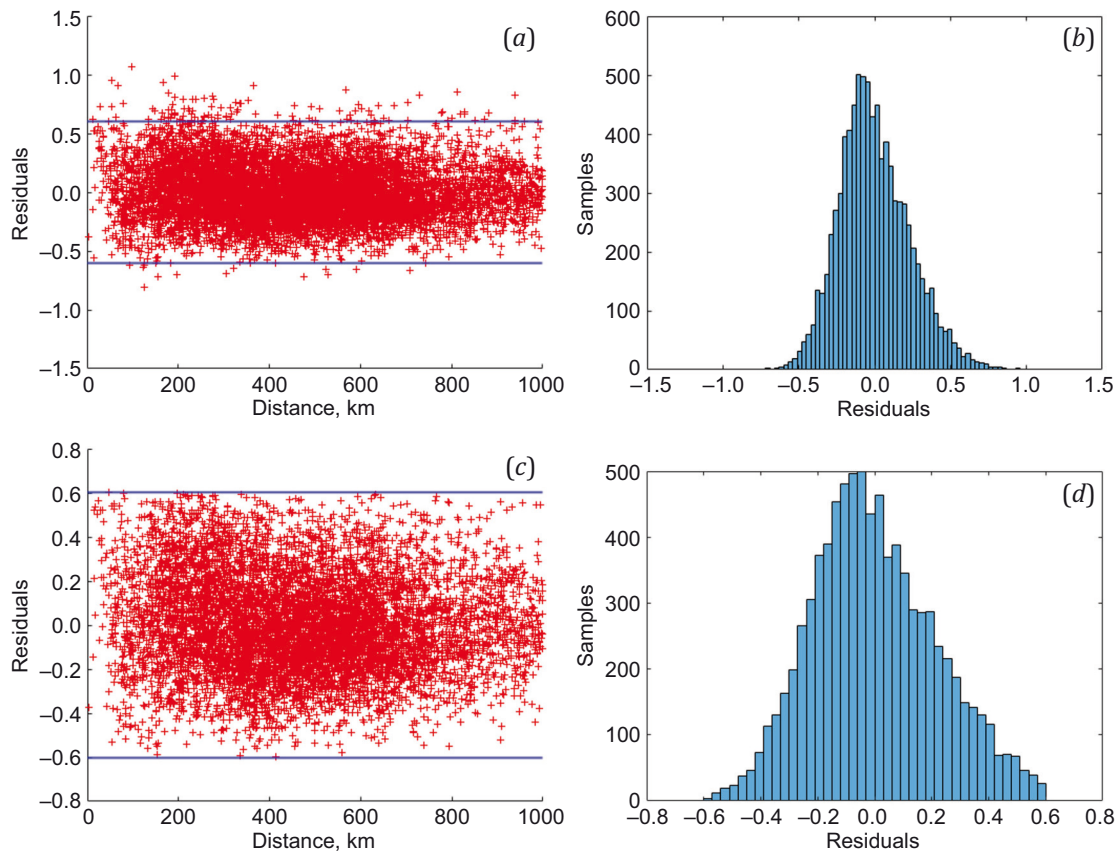 (a)
1.5
1.0
0.5
0.0
–0.5
–1.0
–1.5
Residuals
0 200 400 600 800 1000
Distance, km
(b)
600
500
400
300
200
100
0
Samples
–1.5 –1.0 –0.5 0.0 0.5 1.0 1.5
Residuals
(c)
0.8
0.6
0.4
0.2
0.0
–0.2
–0.4
–0.6
–0.8
Residuals
0 200 400 600 800 1000
Distance, km
(d)
500
400
300
200
100
0
Samples
–0.8 –0.6 –0.4 –0.2 0.0 0.2 0.4 0.6 0.8
Residuals